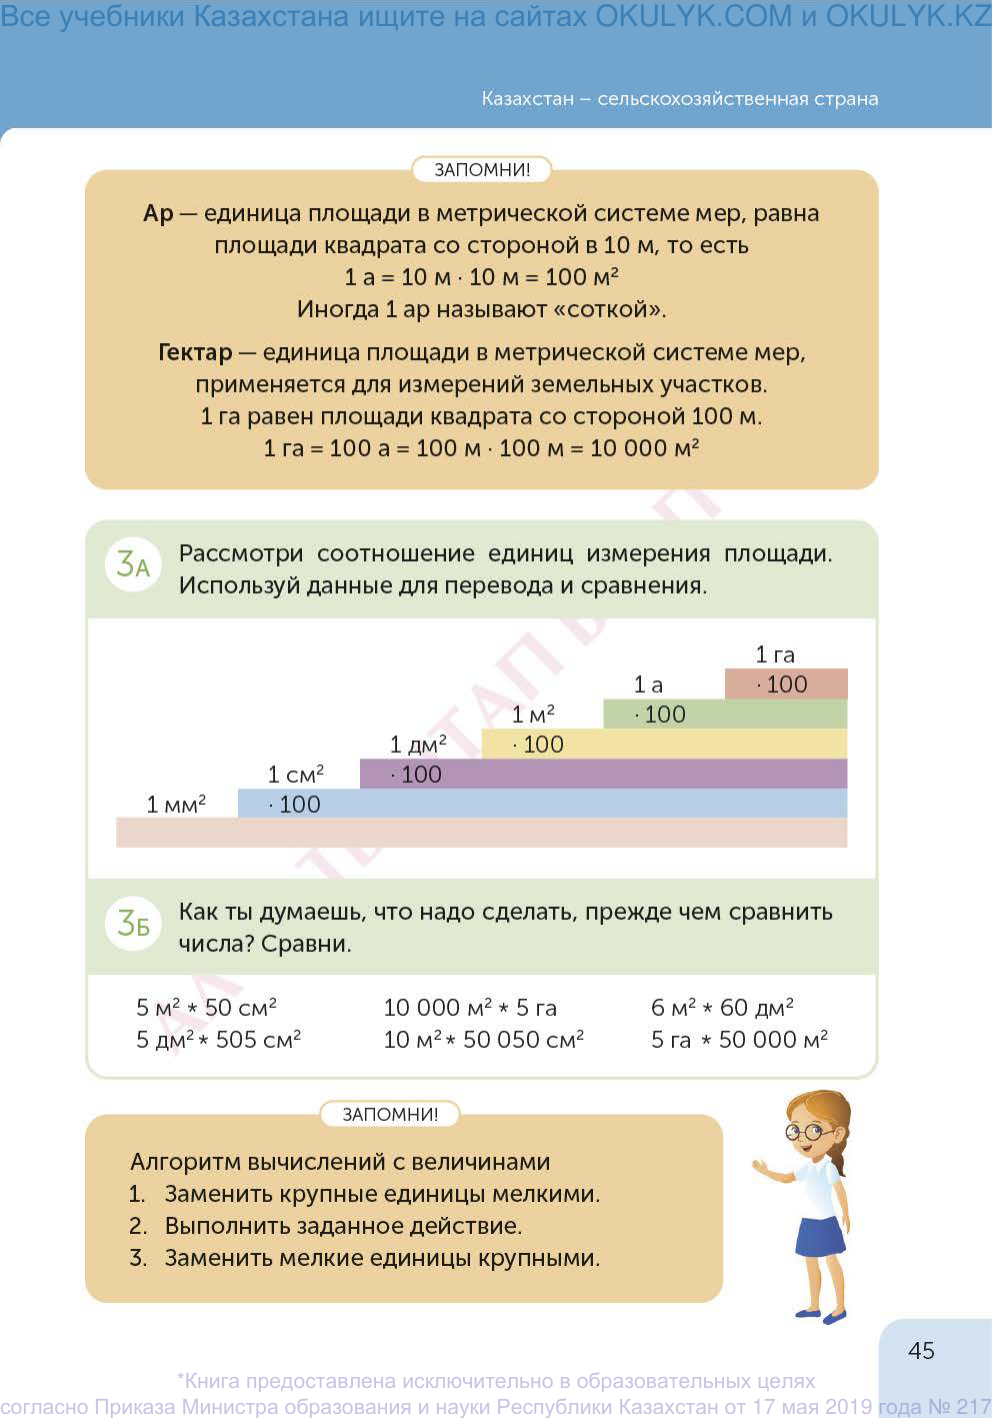 Все учебники Казахстана ищите на сайтах OKULYK.COM и OKULYK.KZ
Казахстан – сельскохозяйственная страна
ЗАПОМНИ!
Ар — единица площади в метрической системе мер, равна
площади квадрата со стороной в 10 м, то есть
1 а = 10 м · 10 м = 100 м²
Иногда 1 ар называют «соткой».
Гектар — единица площади в метрической системе мер,
применяется для измерений земельных участков.
1 га равен площади квадрата со стороной 100 м.
1 га = 100 а = 100 м · 100 м = 10 000 м²
3А
Рассмотри соотношение единиц измерения площади.
Используй данные для перевода и сравнения.
1 га
1 а · 100
1 м² · 100
1 дм² · 100
1 см² · 100
1 мм² · 100
3Б
Как ты думаешь, что надо сделать, прежде чем сравнить
числа? Сравни.
5 м² * 50 см² 10 000 м² * 5 га 6 м² * 60 дм²
5 дм² * 505 см² 10 м² * 50 050 см² 5 га * 50 000 м²
ЗАПОМНИ!
Алгоритм вычислений с величинами
1. Заменить крупные единицы мелкими.
2. Выполнить заданное действие.
3. Заменить мелкие единицы крупными.
45
*Книга предоставлена исключительно в образовательных целях
согласно Приказа Министра образования и науки Республики Казахстан от 17 мая 2019 года № 217